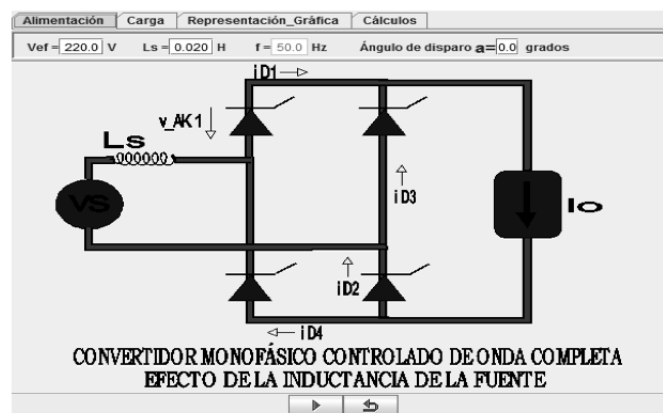 Alimentación Carga Representación_Gráfica Cálculos
Vef = 220.0 V Ls = 0.020 H f = 50.0 Hz Ángulo de disparo a= 0.0 grados
iD1
v_AK1
Ls
VS
iD3
Io
iD2
iD4
CONVERTIDOR MONOFÁSICO CONTROLADO DE ONDA COMPLETA
EFECTO DE LA INDUCTANCIA DE LA FUENTE